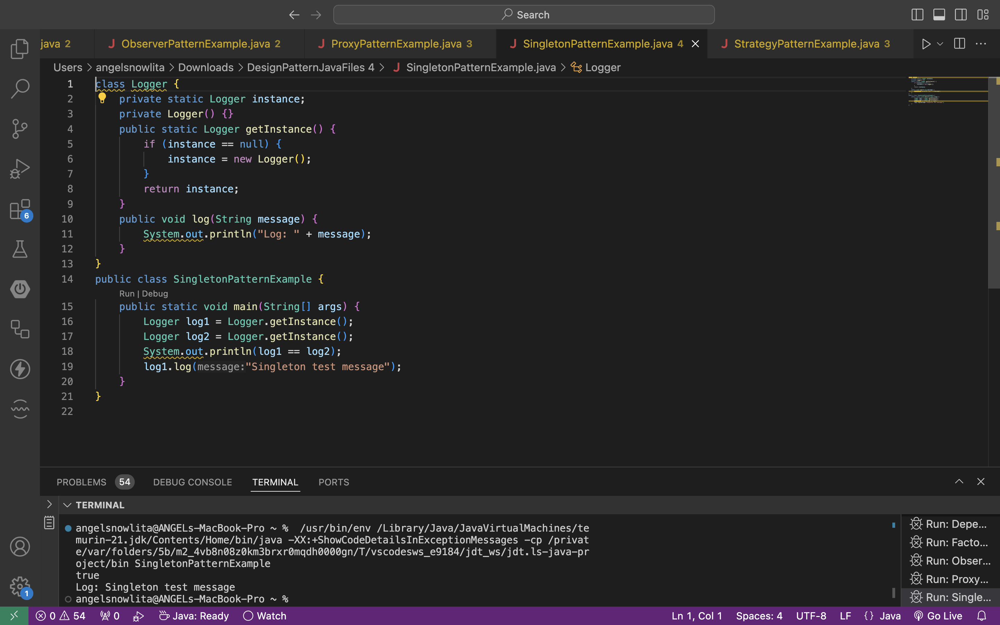 Search
java 2
ObserverPatternExample.java 2
ProxyPatternExample.java 3
SingletonPatternExample.java 4
StrategyPatternExample.java 3
Users > angelsnowlita > Downloads > DesignPatternJavaFiles 4 > SingletonPatternExample.java > Logger
1 class Logger {
2     private static Logger instance;
3     private Logger() {}
4     public static Logger getInstance() {
5         if (instance == null) {
6             instance = new Logger();
7         }
8         return instance;
9     }
10     public void log(String message) {
11         System.out.println("Log: " + message);
12     }
13 }
14 public class SingletonPatternExample {
Run | Debug
15     public static void main(String[] args) {
16         Logger log1 = Logger.getInstance();
17         Logger log2 = Logger.getInstance();
18         System.out.println(log1 == log2);
19         log1.log(message:"Singleton test message");
20     }
21 }
22
6
1
PROBLEMS 54 DEBUG CONSOLE TERMINAL PORTS
TERMINAL
angelsnowlita@ANGELs-MacBook-Pro ~ %  /usr/bin/env /Library/Java/JavaVirtualMachines/te
murin-21.jdk/Contents/Home/bin/java -XX:+ShowCodeDetailsInExceptionMessages -cp /privat
e/var/folders/5b/m2_4vb8n08z0km3brxr0mqdh0000gn/T/vscodesws_e9184/jdt_ws/jdt.ls-java-pr
oject/bin SingletonPatternExample
true
Log: Singleton test message
angelsnowlita@ANGELs-MacBook-Pro ~ %
Run: Depe...
Run: Facto...
Run: Obser...
Run: Proxy...
Run: Single...
0 54 0 Java: Ready Watch Ln 1, Col 1 Spaces: 4 UTF-8 LF {} Java Go Live